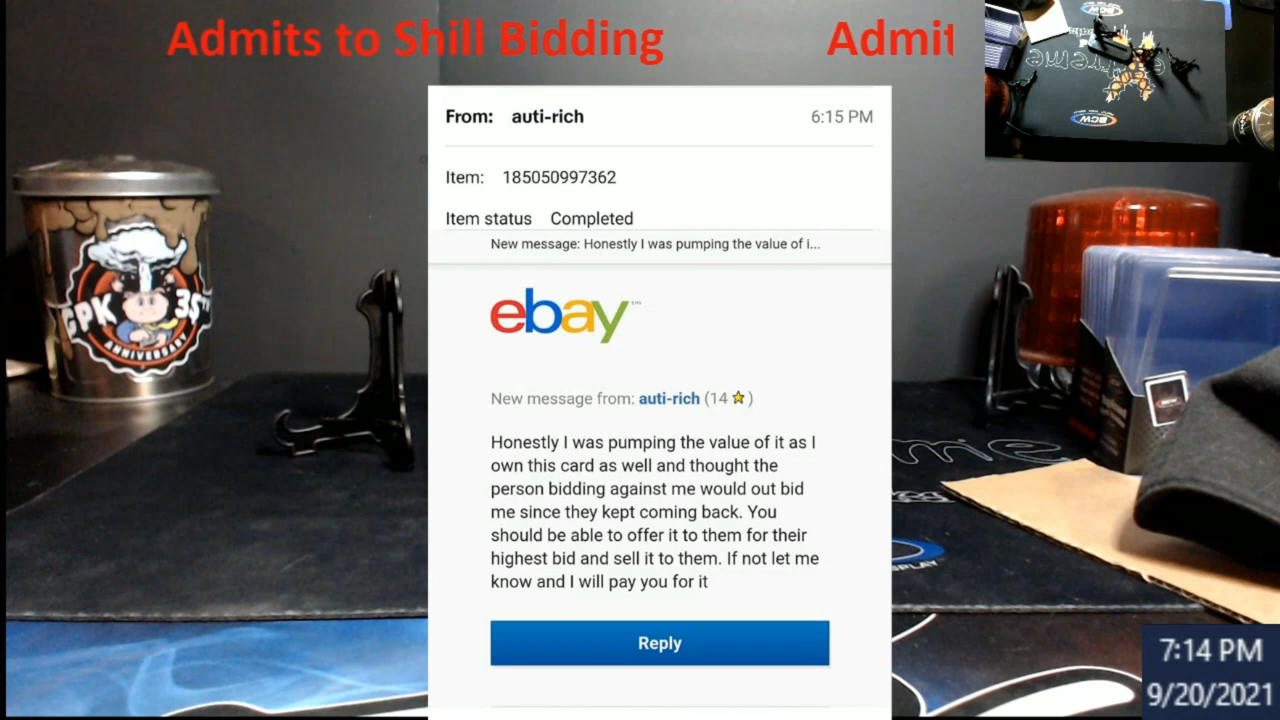 Admits to Shill Bidding
Admit
From: auti-rich
6:15 PM
Item: 185050997362
Item status Completed
New message: Honestly I was pumping the value of i...
ebay
New message from: auti-rich (14 ⭐)
Honestly I was pumping the value of it as I
own this card as well and thought the
person bidding against me would out bid
me since they kept coming back. You
should be able to offer it to them for their
highest bid and sell it to them. If not let me
know and I will pay you for it
Reply
GPK 35TH
ANNIVERSARY
BCW
BCW
7:14 PM
9/20/2021